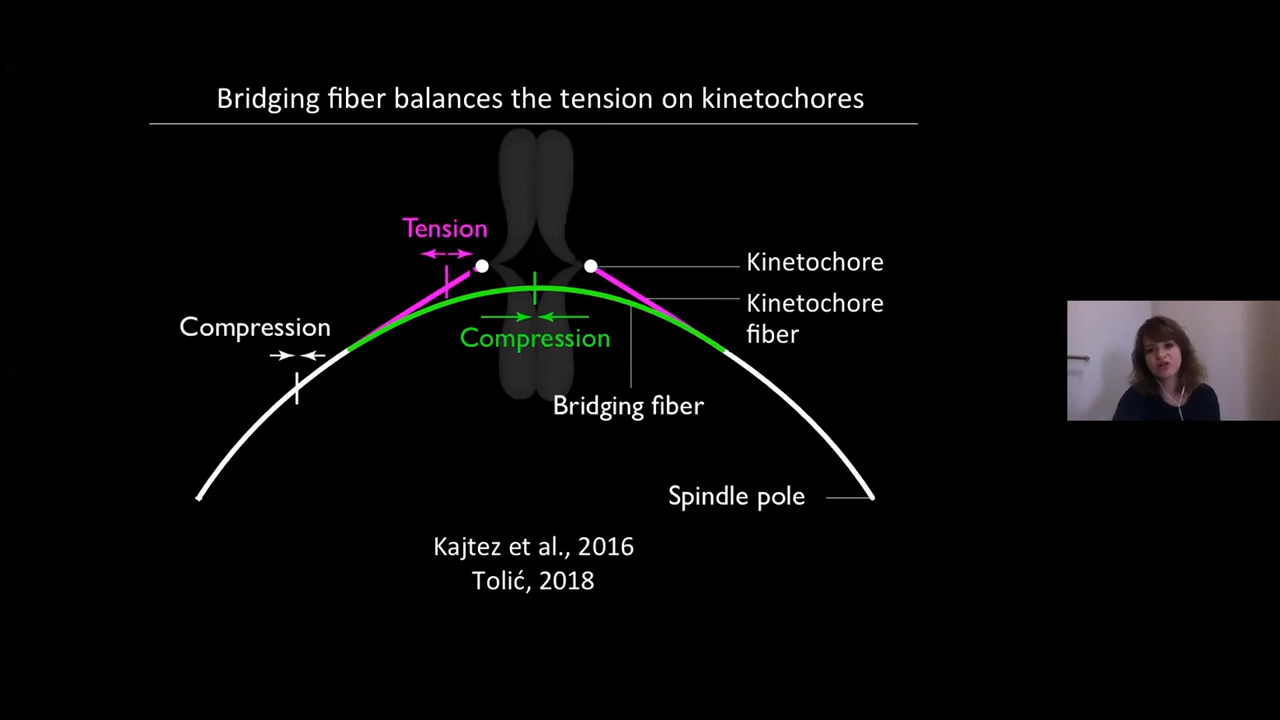 Bridging fiber balances the tension on kinetochores
Tension
Kinetochore
Kinetochore
fiber
Compression
Compression
Bridging fiber
Spindle pole
Kajtez et al., 2016
Tolić, 2018